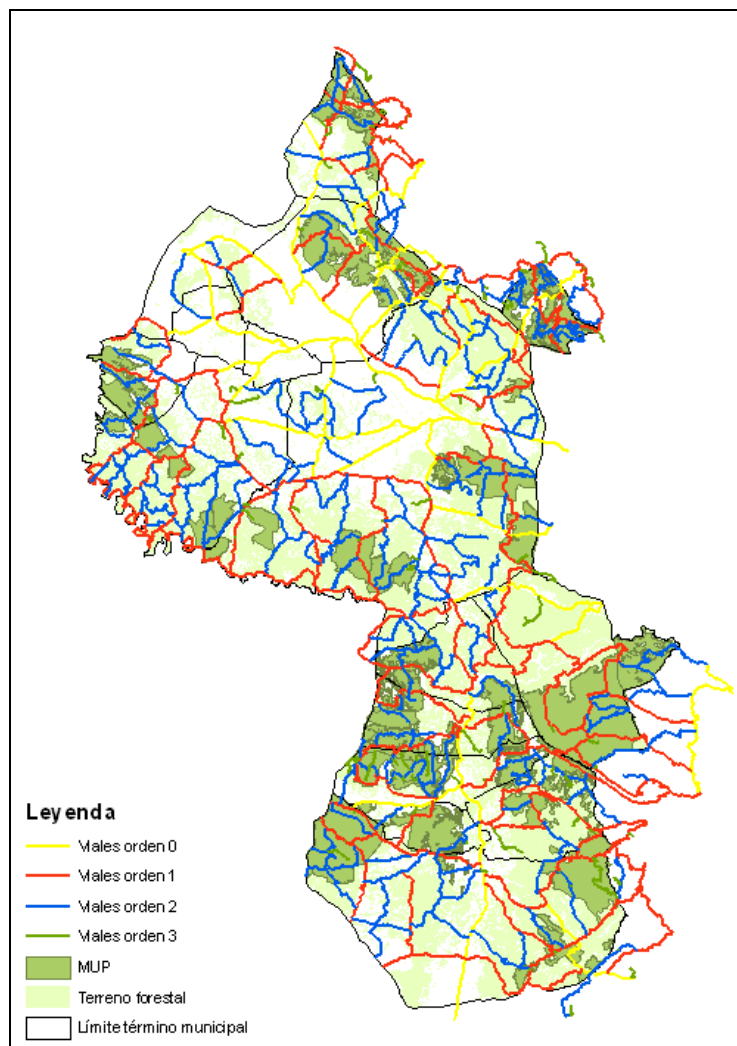 Leyenda
Viales orden 0
Viales orden 1
Viales orden 2
Viales orden 3
MUP
Terreno forestal
Límite término municipal